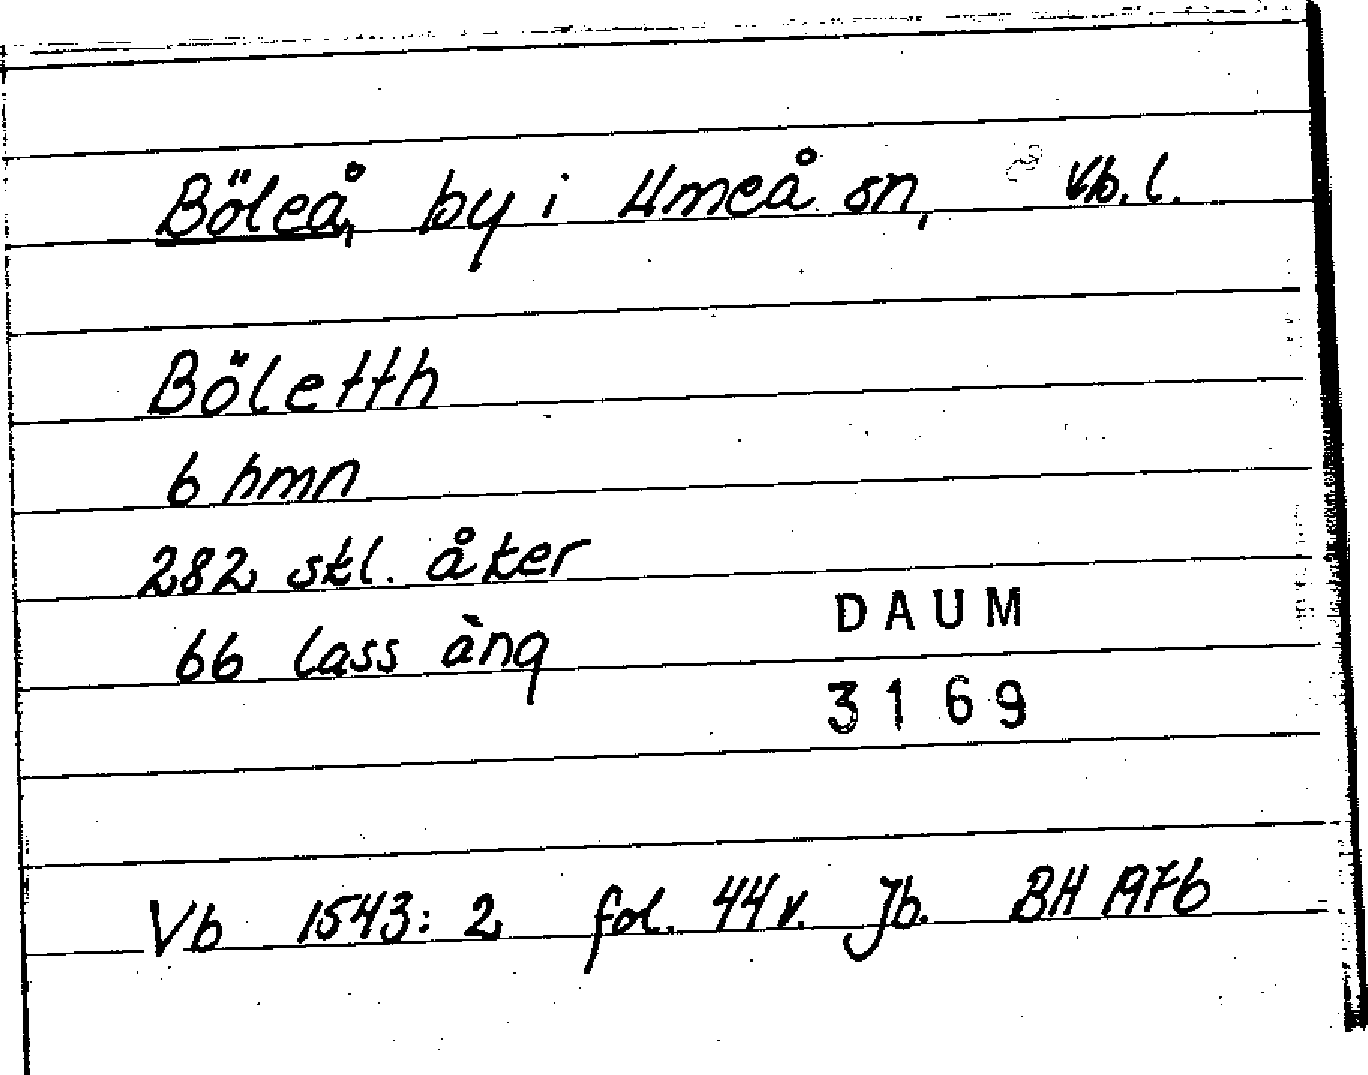 Böleå, by i Umeå sn, Vb. l.
Böletth
6 hmn
282 skl. åker
66 lass äng
DAUM
3169
Vb 1543: 2 fol. 44 v. Jb. BH 1976